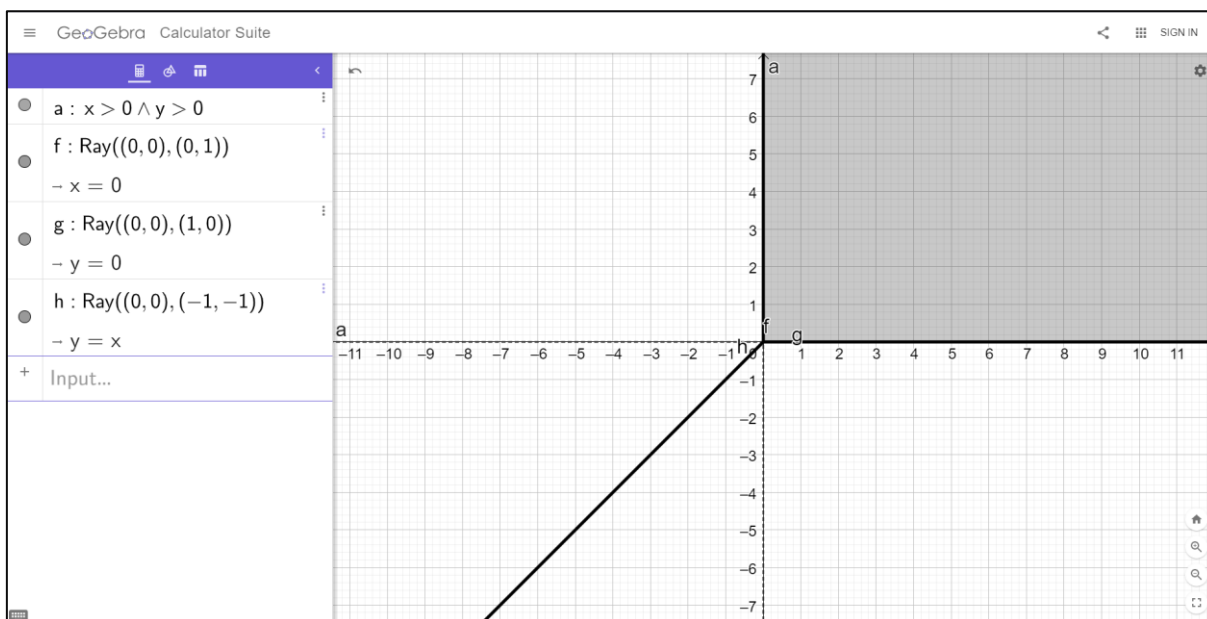 GeoGebra Calculator Suite
SIGN IN
a : x > 0 ∧ y > 0
f : Ray((0, 0), (0, 1))
→ x = 0
g : Ray((0, 0), (1, 0))
→ y = 0
h : Ray((0, 0), (−1, −1))
→ y = x
+ Input...
a
7
6
5
4
3
2
1
f
a
h
g
−11 −10 −9 −8 −7 −6 −5 −4 −3 −2 −1 0 1 2 3 4 5 6 7 8 9 10 11
−1
−2
−3
−4
−5
−6
−7